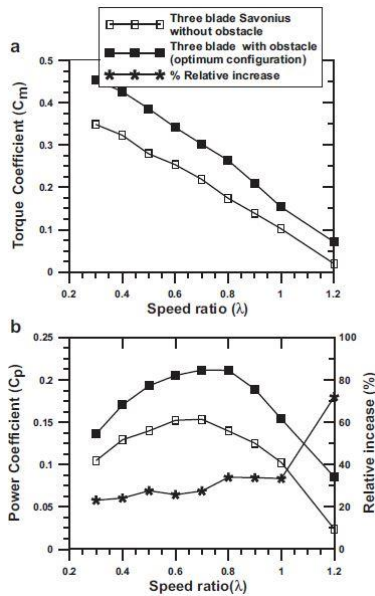 Three blade Savonius
without obstacle
Three blade with obstacle
(optimum configuration)
% Relative increase
a
Torque Coefficient (Cm)
0.5
0.4
0.3
0.2
0.1
0
0.2 0.4 0.6 0.8 1 1.2
Speed ratio (λ)
b
Power Coefficient (Cp)
0.25
0.2
0.15
0.1
0.05
0
100
80
60
40
20
0
Relative incease (%)
0.2 0.4 0.6 0.8 1 1.2
Speed ratio(λ)